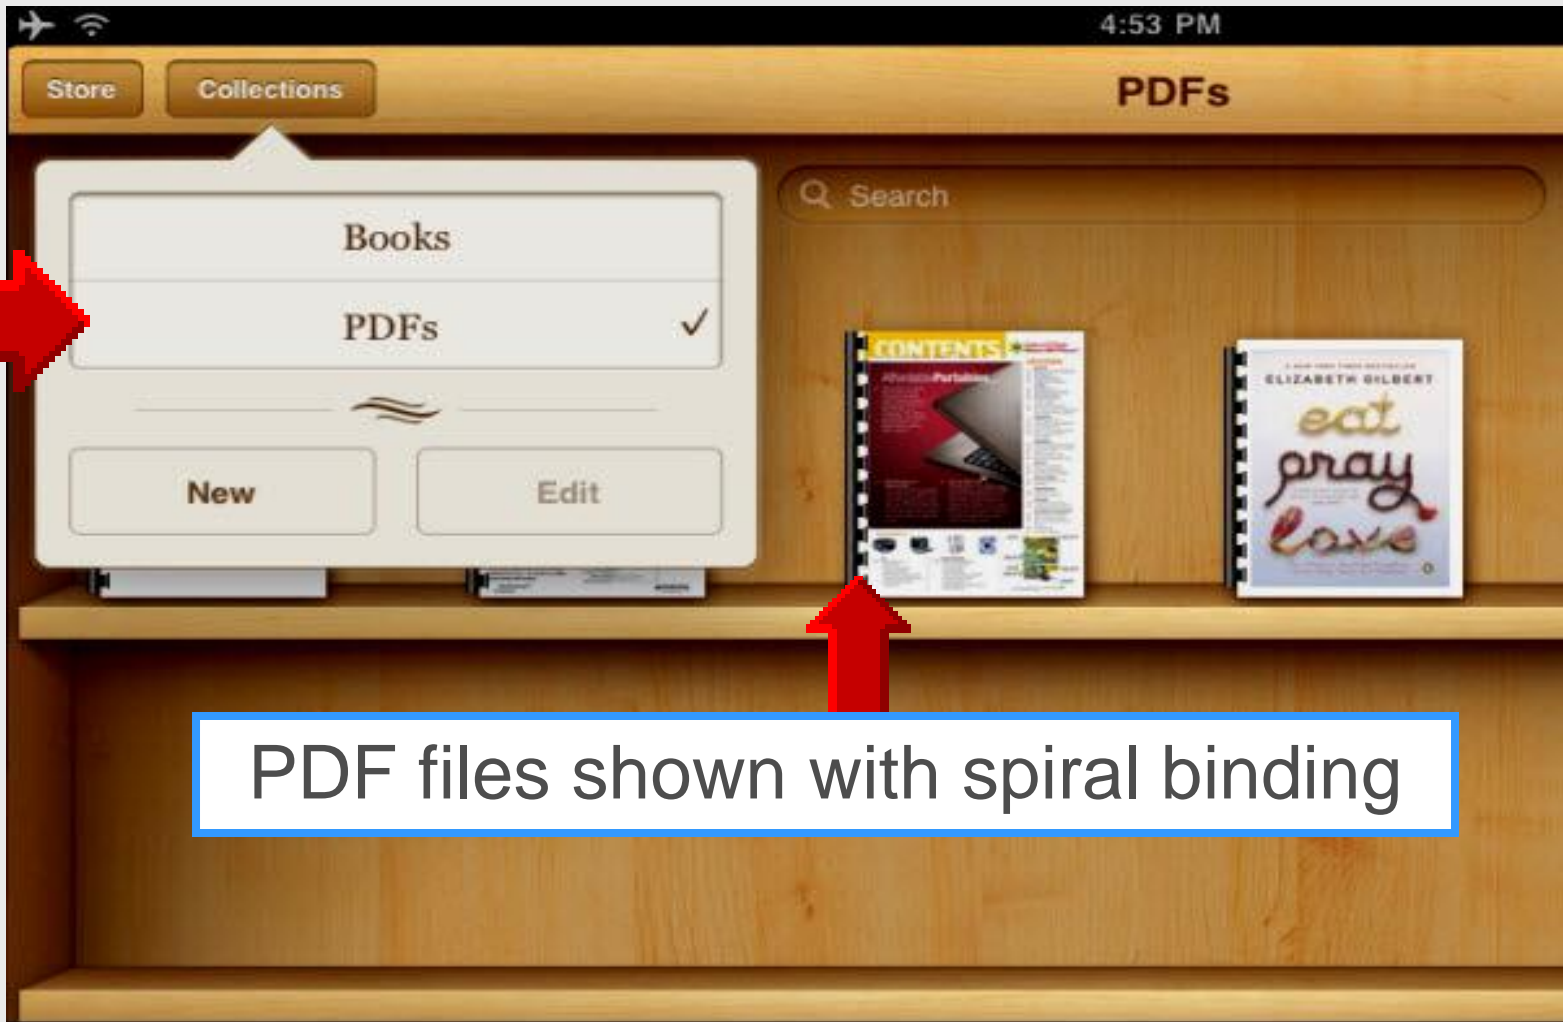 4:53 PM
Store
Collections
PDFs
Search
Books
PDFs
New
Edit
CONTENTS
ELIZABETH GILBERT
eat
pray
love
PDF files shown with spiral binding